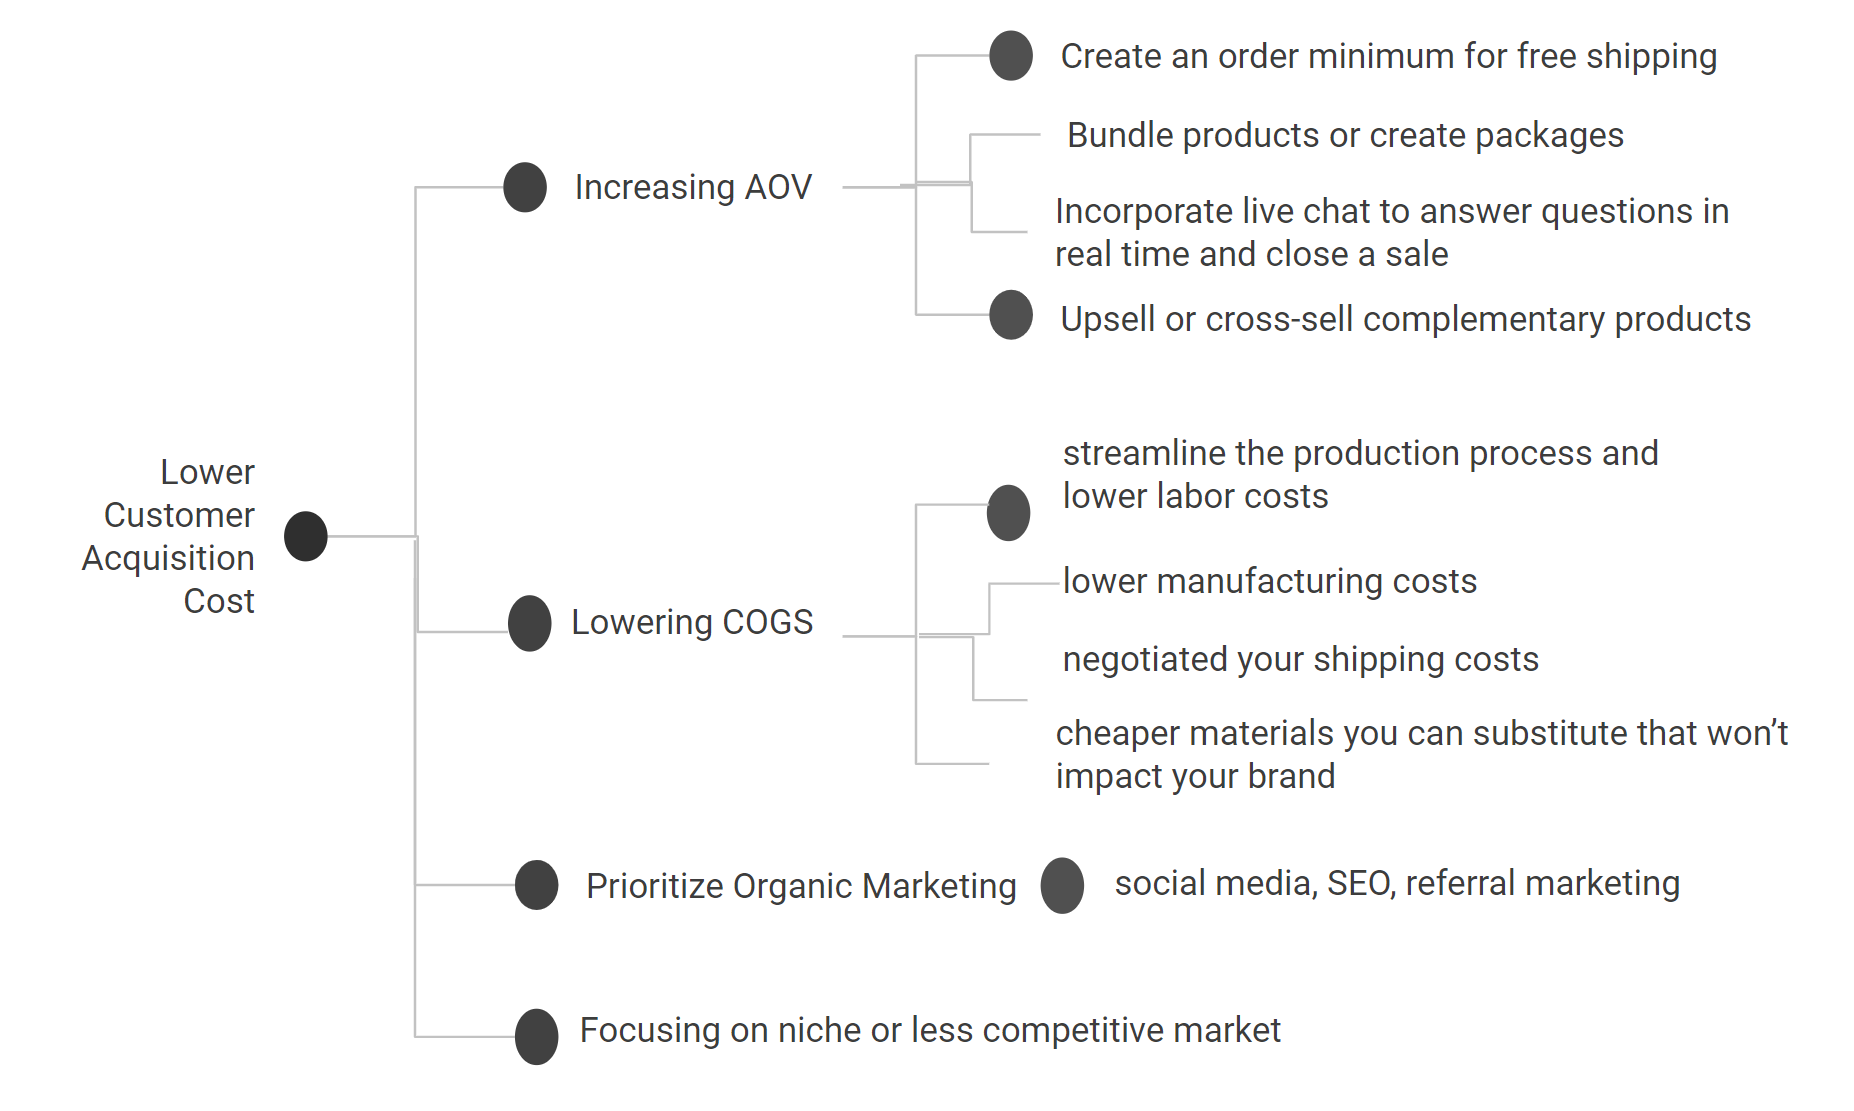 Lower
Customer
Acquisition
Cost
Increasing AOV
Create an order minimum for free shipping
Bundle products or create packages
Incorporate live chat to answer questions in
real time and close a sale
Upsell or cross-sell complementary products
Lowering COGS
streamline the production process and
lower labor costs
lower manufacturing costs
negotiated your shipping costs
cheaper materials you can substitute that won’t
impact your brand
Prioritize Organic Marketing
social media, SEO, referral marketing
Focusing on niche or less competitive market